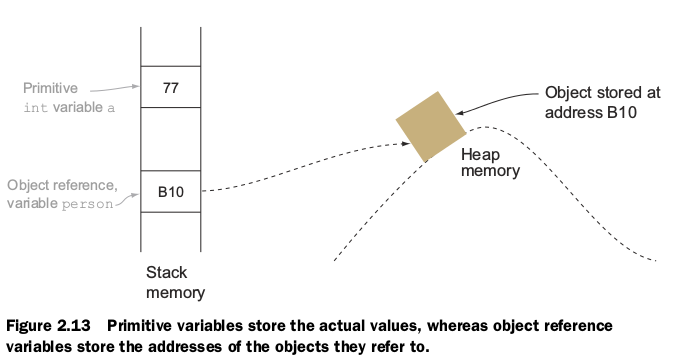 Primitive
int variable a
77
Object stored at
address B10
Heap
memory
Object reference,
variable person
B10
Stack
memory
Figure 2.13 Primitive variables store the actual values, whereas object reference
variables store the addresses of the objects they refer to.